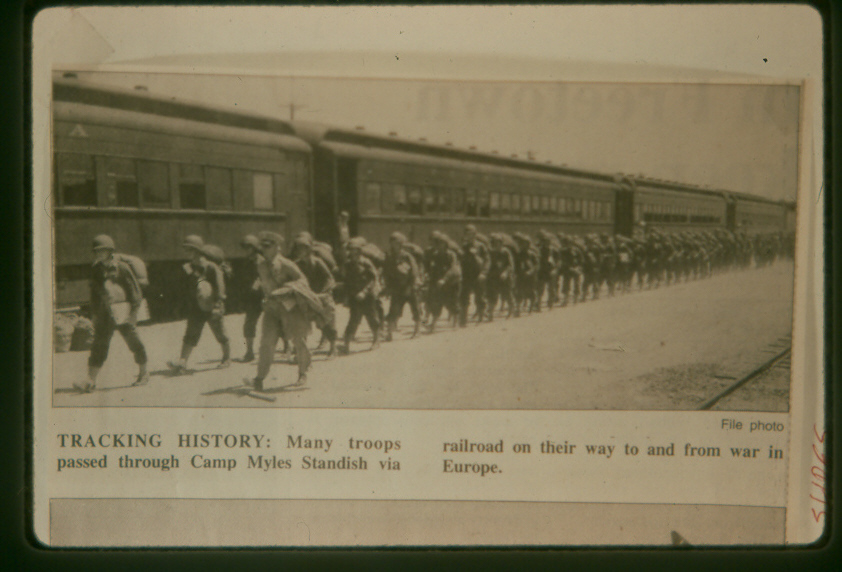 File photo
TRACKING HISTORY: Many troops
passed through Camp Myles Standish via
railroad on their way to and from war in
Europe.